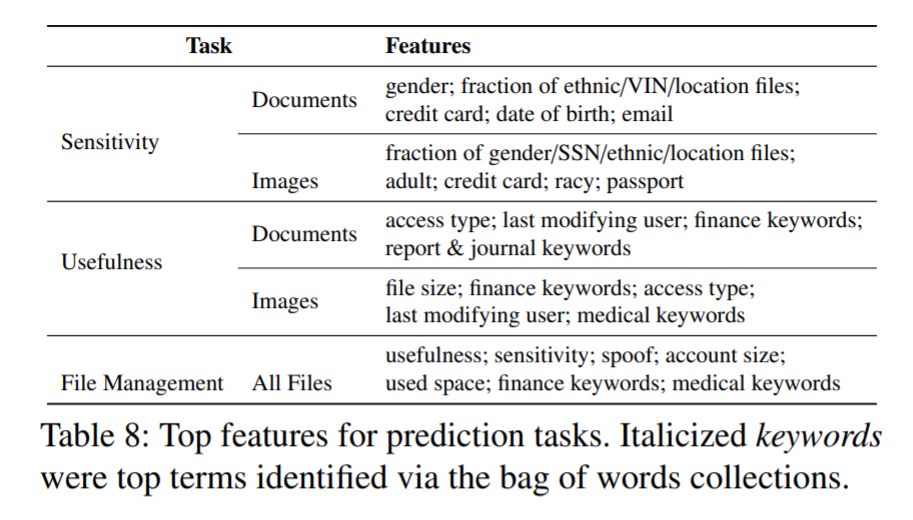 Task Features
Documents gender; fraction of ethnic/VIN/location files;
credit card; date of birth; email
Sensitivity
fraction of gender/SSN/ethnic/location files;
Images adult; credit card; racy; passport
Documents access type; last modifying user; finance keywords;
report & journal keywords
Usefulness
Images file size; finance keywords; access type;
last modifying user; medical keywords
usefulness; sensitivity; spoof; account size;
File Management All Files used space; finance keywords; medical keywords
Table 8: Top features for prediction tasks. Italicized keywords
were top terms identified via the bag of words collections.